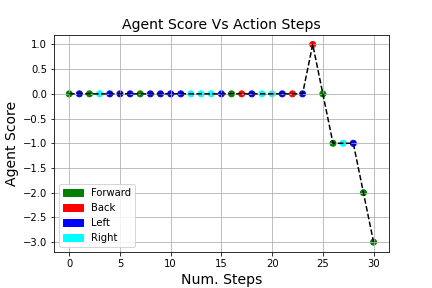 Agent Score Vs Action Steps
Agent Score
1.0
0.5
0.0
−0.5
−1.0
−1.5
−2.0
−2.5
−3.0
Forward
Back
Left
Right
0 5 10 15 20 25 30
Num. Steps